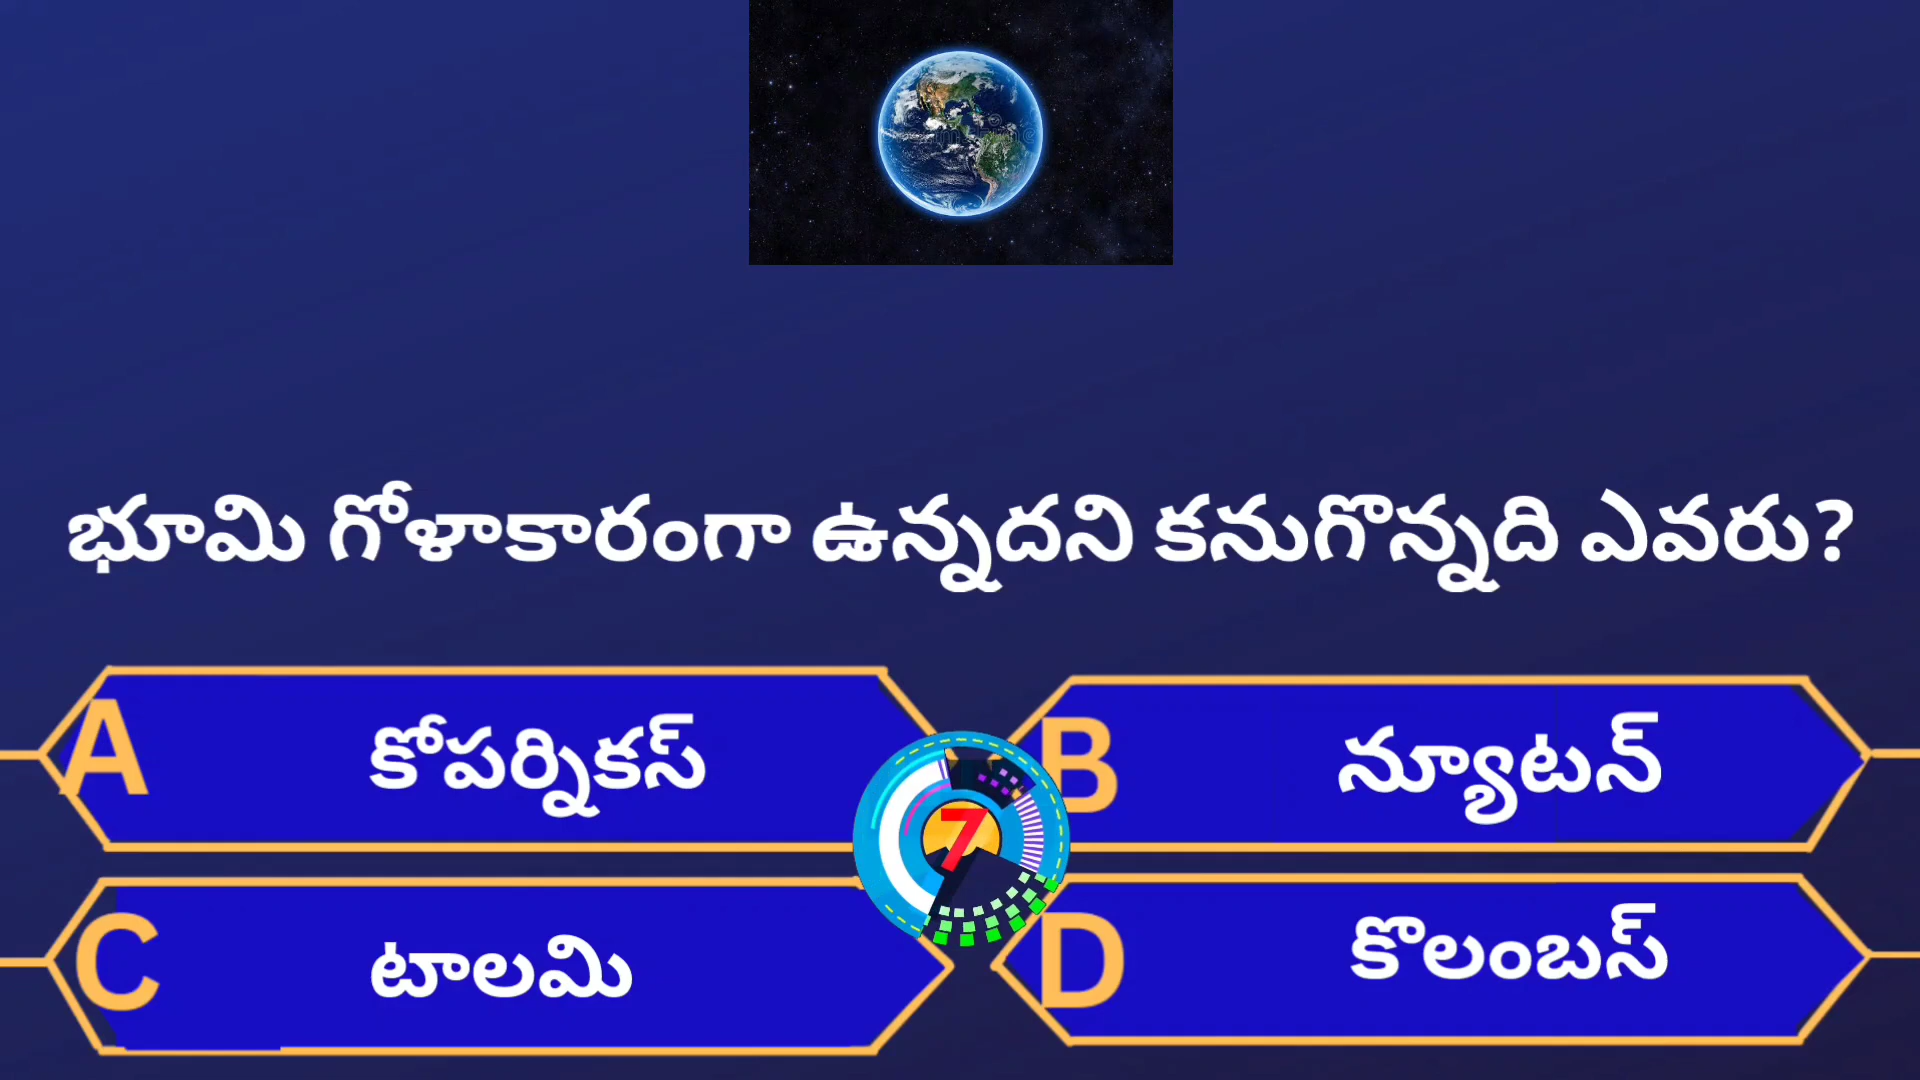 భూమి గోళాకారంగా ఉన్నదని కనుగొన్నది ఎవరు?
A కోపర్నికస్
B న్యూటన్
7
C టాలమి
D కొలంబస్